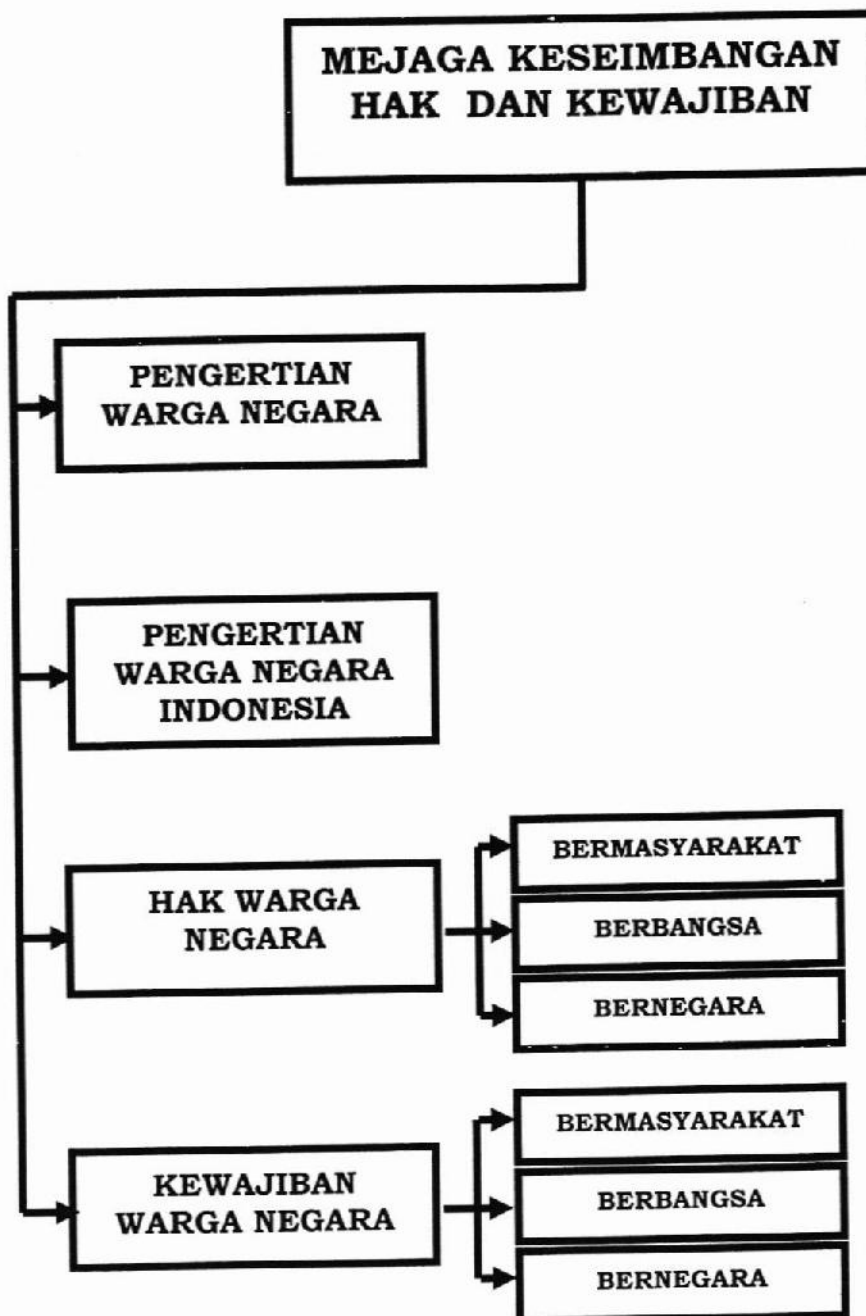 MEJAGA KESEIMBANGAN
HAK DAN KEWAJIBAN
PENGERTIAN
WARGA NEGARA
PENGERTIAN
WARGA NEGARA
INDONESIA
HAK WARGA
NEGARA
BERMASYARAKAT
BERBANGSA
BERNEGARA
KEWAJIBAN
WARGA NEGARA
BERMASYARAKAT
BERBANGSA
BERNEGARA